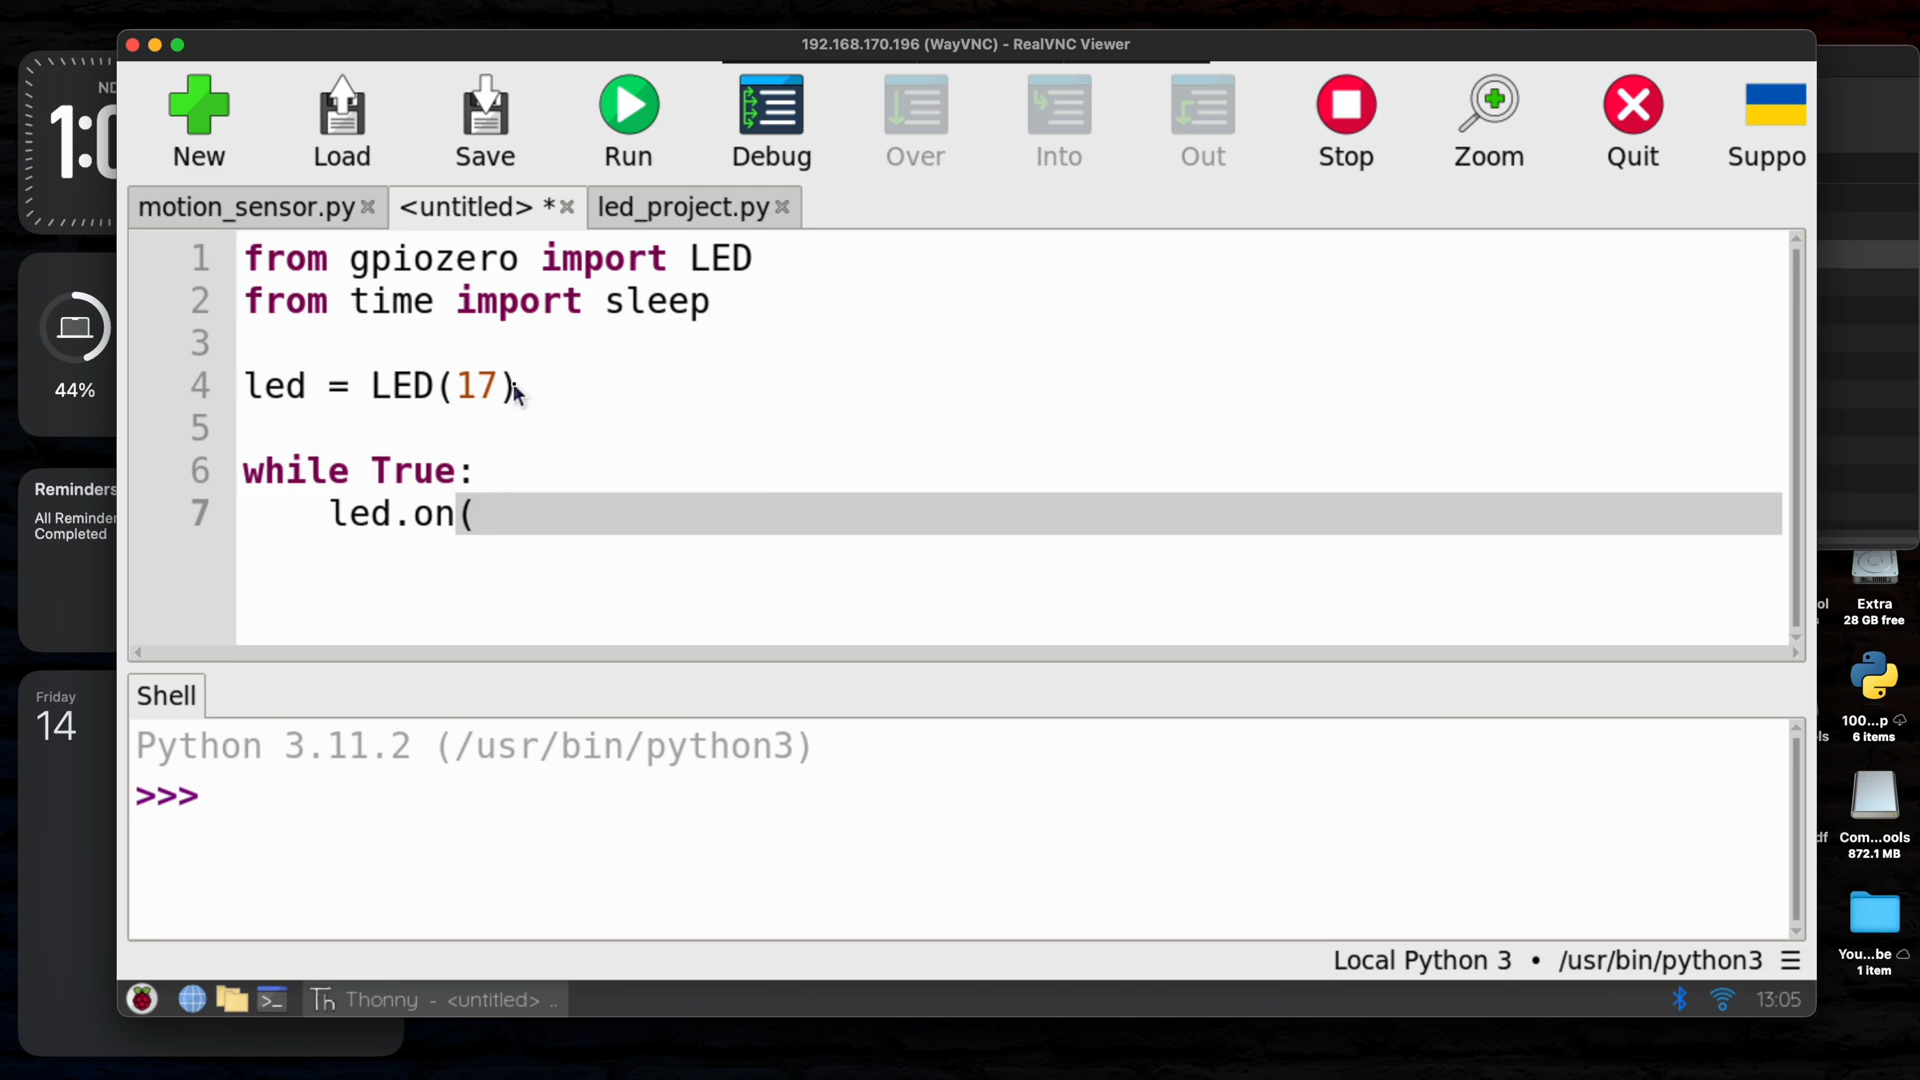 192.168.170.196 (WayVNC) - RealVNC Viewer
New Load Save Run Debug Over Into Out Stop Zoom Quit Suppo
motion_sensor.py <untitled> * led_project.py
1 from gpiozero import LED
2 from time import sleep
3
4 led = LED(17)
5
6 while True:
7 led.on(
Shell
Python 3.11.2 (/usr/bin/python3)
>>>
Local Python 3 • /usr/bin/python3
Th Thonny - <untitled> ..
13:05
44%
Reminders
All Reminder
Completed
Friday
14
Extra
28 GB free
100...p
6 items
Com...ools
872.1 MB
You...be
1 item